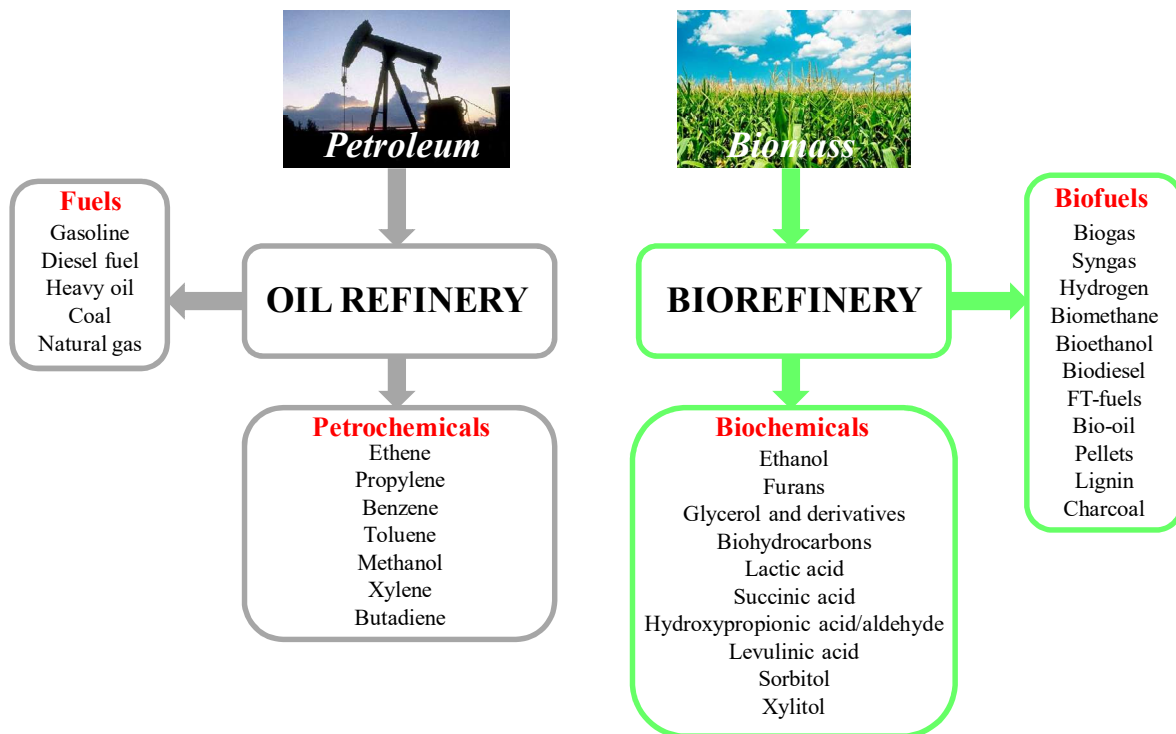 Petroleum
Biomass
Fuels
Gasoline
Diesel fuel
Heavy oil
Coal
Natural gas
OIL REFINERY
BIOREFINERY
Biofuels
Biogas
Syngas
Hydrogen
Biomethane
Bioethanol
Biodiesel
FT-fuels
Bio-oil
Pellets
Lignin
Charcoal
Petrochemicals
Ethene
Propylene
Benzene
Toluene
Methanol
Xylene
Butadiene
Biochemicals
Ethanol
Furans
Glycerol and derivatives
Biohydrocarbons
Lactic acid
Succinic acid
Hydroxypropionic acid/aldehyde
Levulinic acid
Sorbitol
Xylitol